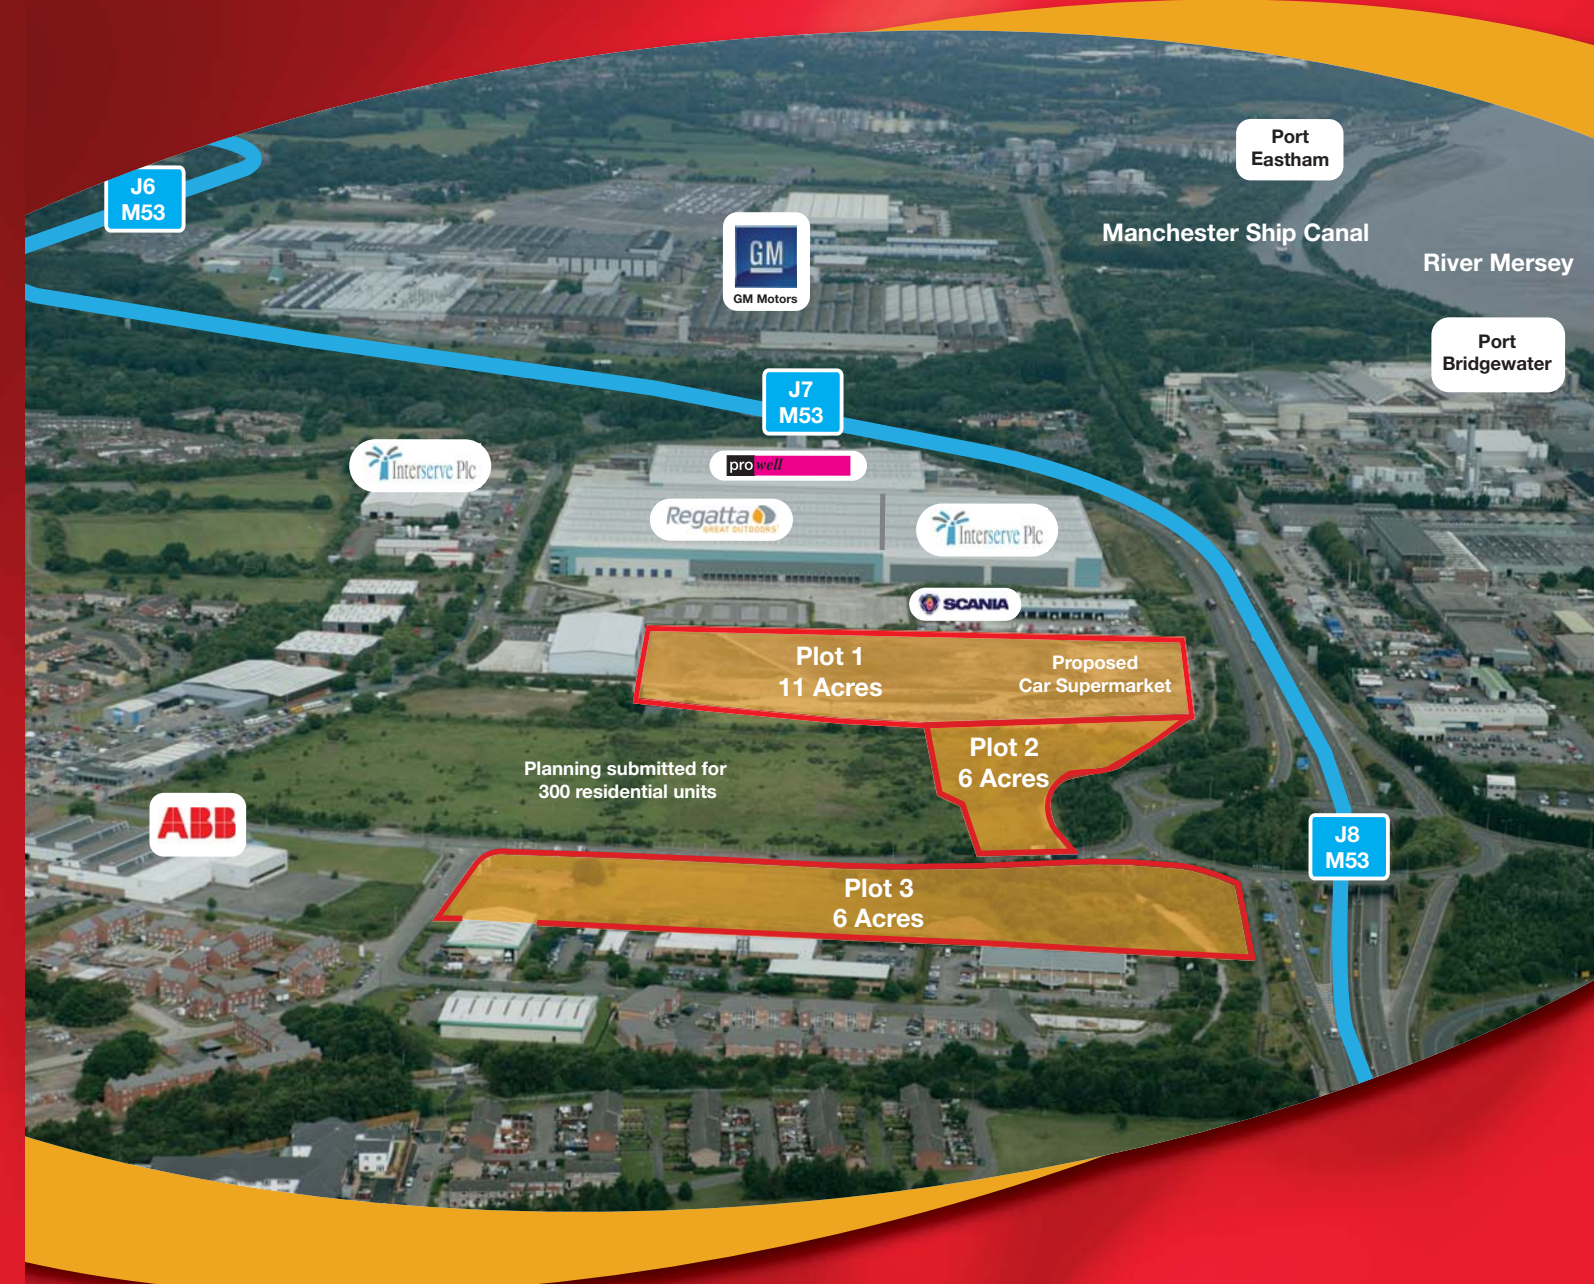 Port
Eastham
J6
M53
Manchester Ship Canal
GM
GM Motors
River Mersey
Port
Bridgewater
J7
M53
Interserve Plc
prowell
Regatta
GREAT OUTDOORS
Interserve Plc
SCANIA
Plot 1
11 Acres
Proposed
Car Supermarket
Plot 2
6 Acres
Planning submitted for
300 residential units
ABB
J8
M53
Plot 3
6 Acres